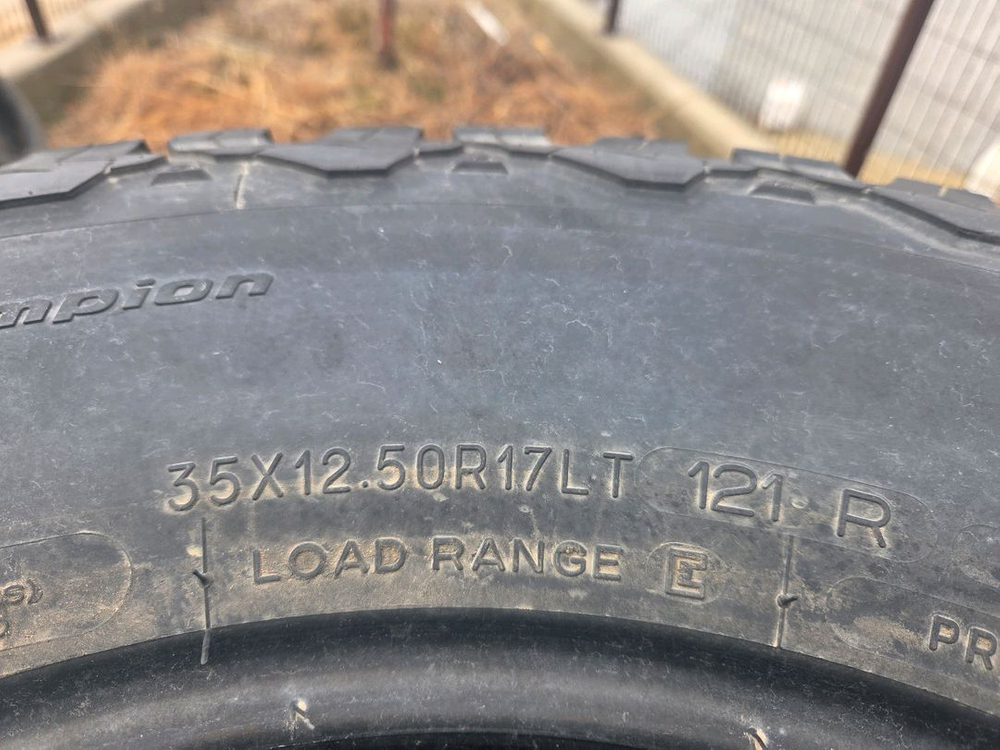 mpion
35X12.50R17LT 121 R
LOAD RANGE E
PR